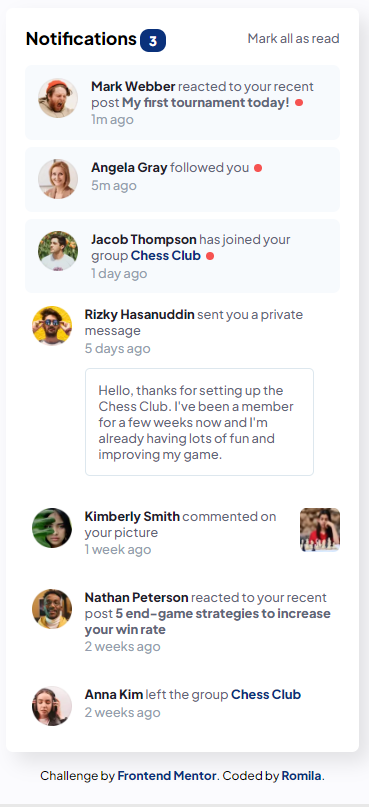 Notifications 3 Mark all as read
Mark Webber reacted to your recent
post My first tournament today!
1m ago
Angela Gray followed you
5m ago
Jacob Thompson has joined your
group Chess Club
1 day ago
Rizky Hasanuddin sent you a private
message
5 days ago
Hello, thanks for setting up the
Chess Club. I've been a member
for a few weeks now and I'm
already having lots of fun and
improving my game.
Kimberly Smith commented on
your picture
1 week ago
Nathan Peterson reacted to your recent
post 5 end-game strategies to increase
your win rate
2 weeks ago
Anna Kim left the group Chess Club
2 weeks ago
Challenge by Frontend Mentor. Coded by Romila.